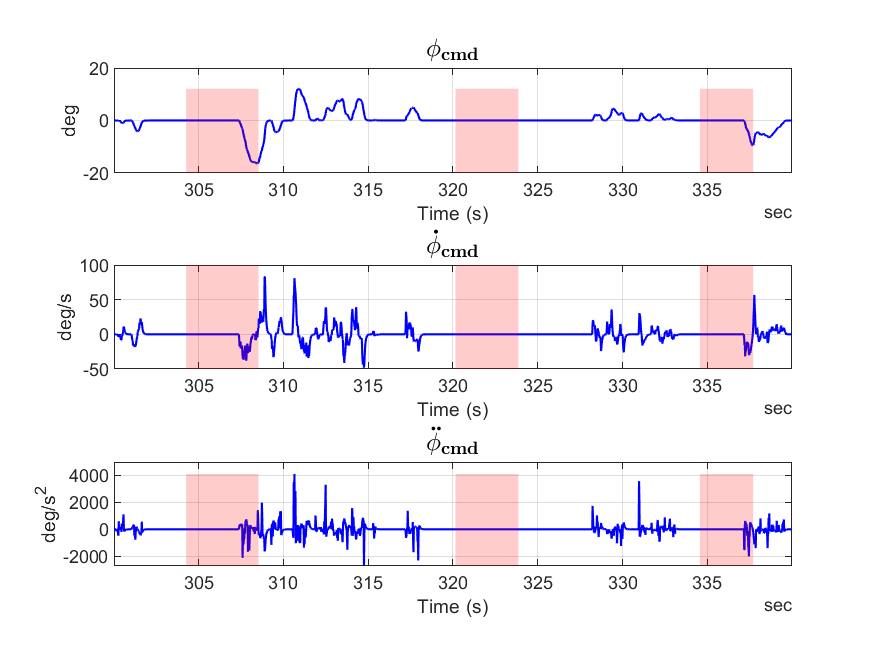 ϕcmd
20
0
-20
deg
305 310 315 320 325 330 335
Time (s)
sec
ϕ̇cmd
100
50
0
-50
deg/s
305 310 315 320 325 330 335
Time (s)
sec
ϕ̈cmd
4000
2000
0
-2000
deg/s²
305 310 315 320 325 330 335
Time (s)
sec